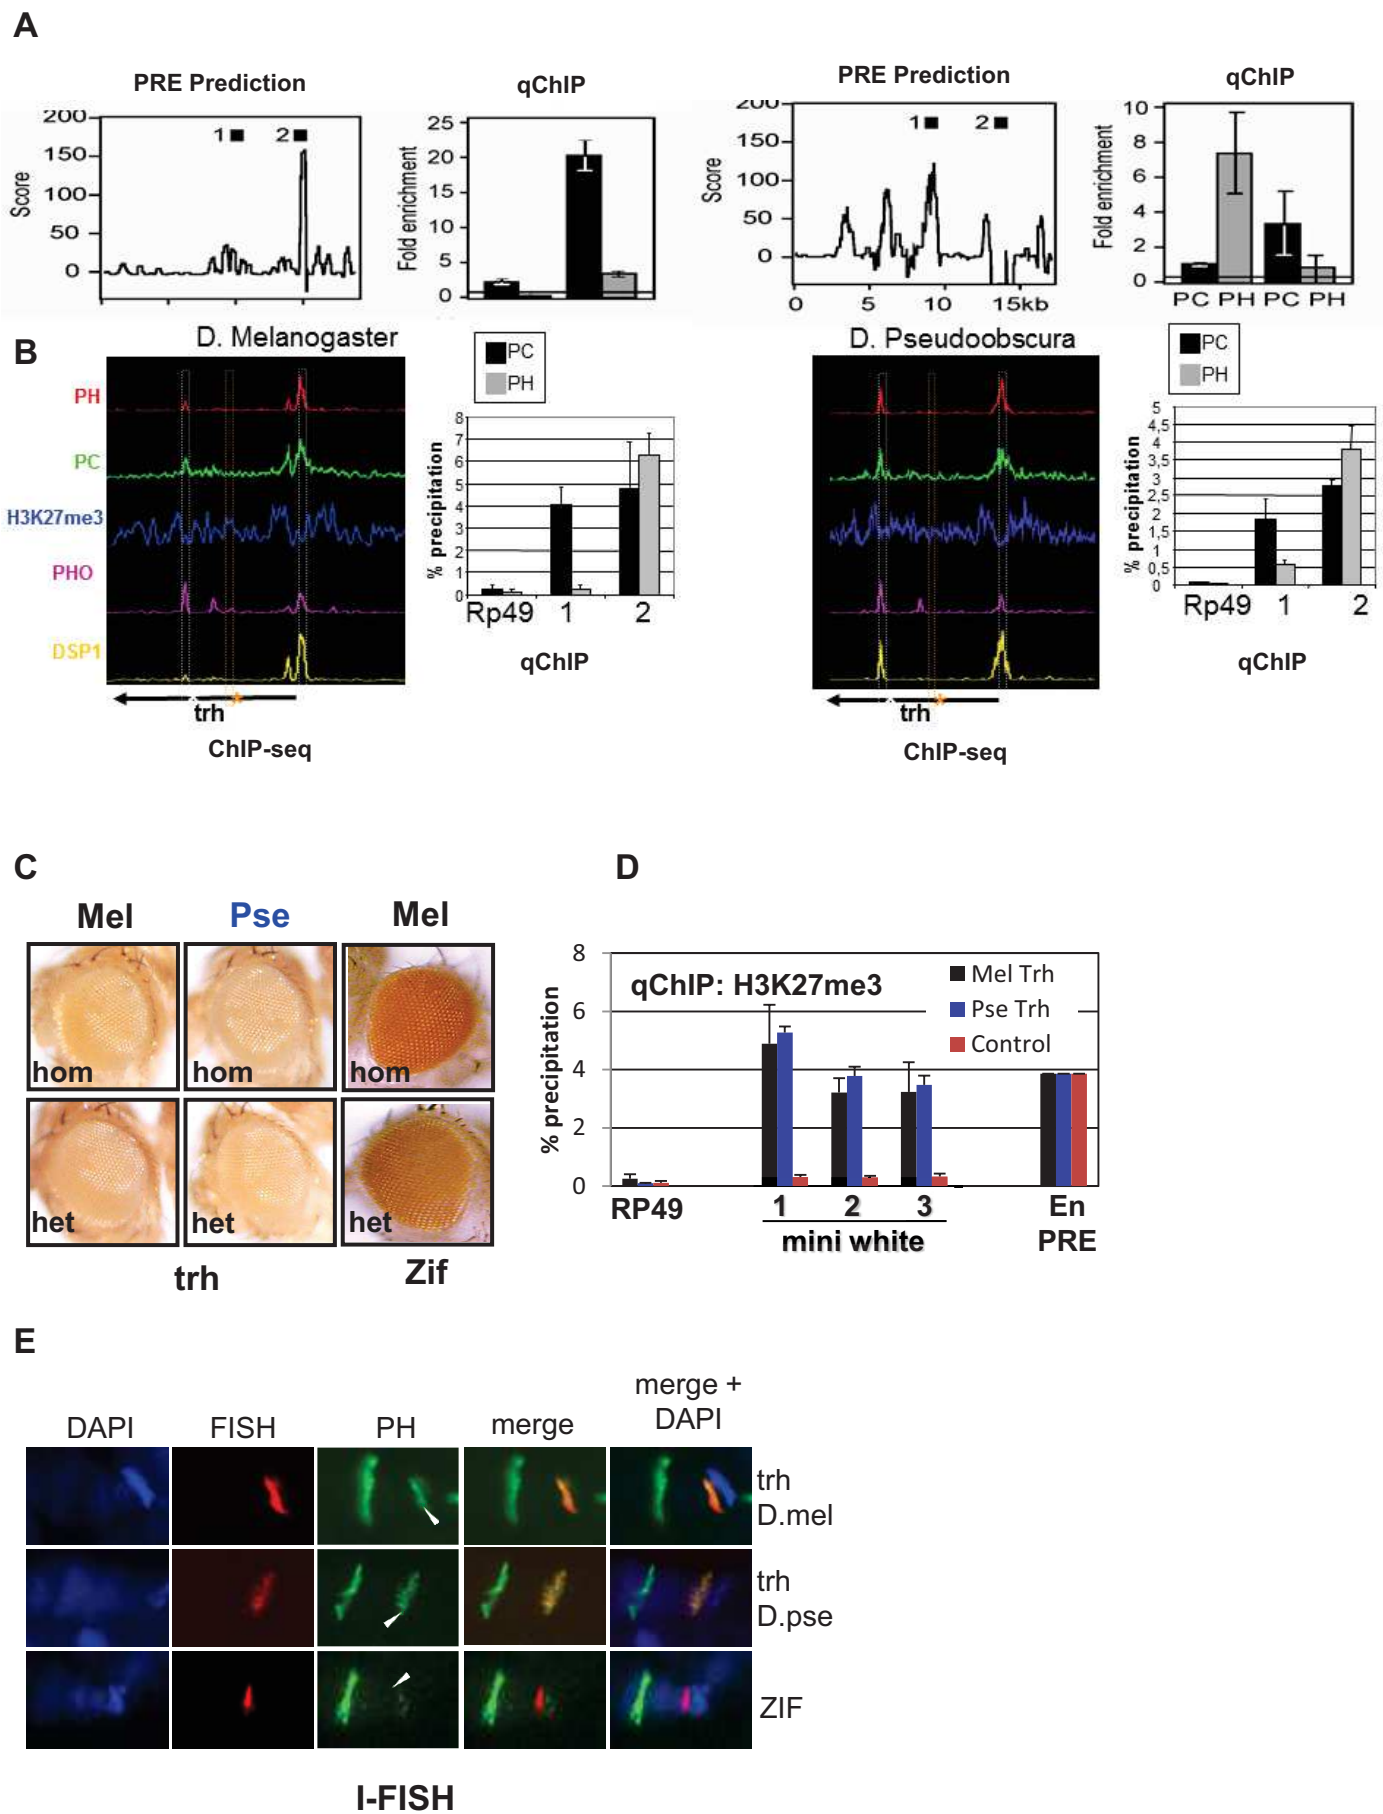 A
PRE Prediction
qChIP
PRE Prediction
qChIP
200
150
100
50
0
Score
1
2
25
20
15
10
5
0
Fold enrichment
200
150
100
50
0
Score
1
2
0
5
10
15kb
10
8
6
4
2
0
Fold enrichment
PC PH PC PH
B
D. Melanogaster
PC
PH
D. Pseudoobscura
PC
PH
PH
PC
H3K27me3
PHO
DSP1
trh
ChIP-seq
8
7
6
5
4
3
2
1
0
% precipitation
Rp49
1
2
qChIP
trh
ChIP-seq
5
4,5
4
3,5
3
2,5
2
1,5
1
0,5
0
% precipitation
Rp49
1
2
qChIP
C
Mel
Pse
Mel
hom
hom
hom
het
het
het
trh
Zif
D
8
6
4
2
0
% precipitation
qChIP: H3K27me3
Mel Trh
Pse Trh
Control
RP49
1
2
3
mini white
En
PRE
E
DAPI
FISH
PH
merge
merge +
DAPI
trh
D.mel
trh
D.pse
ZIF
I-FISH